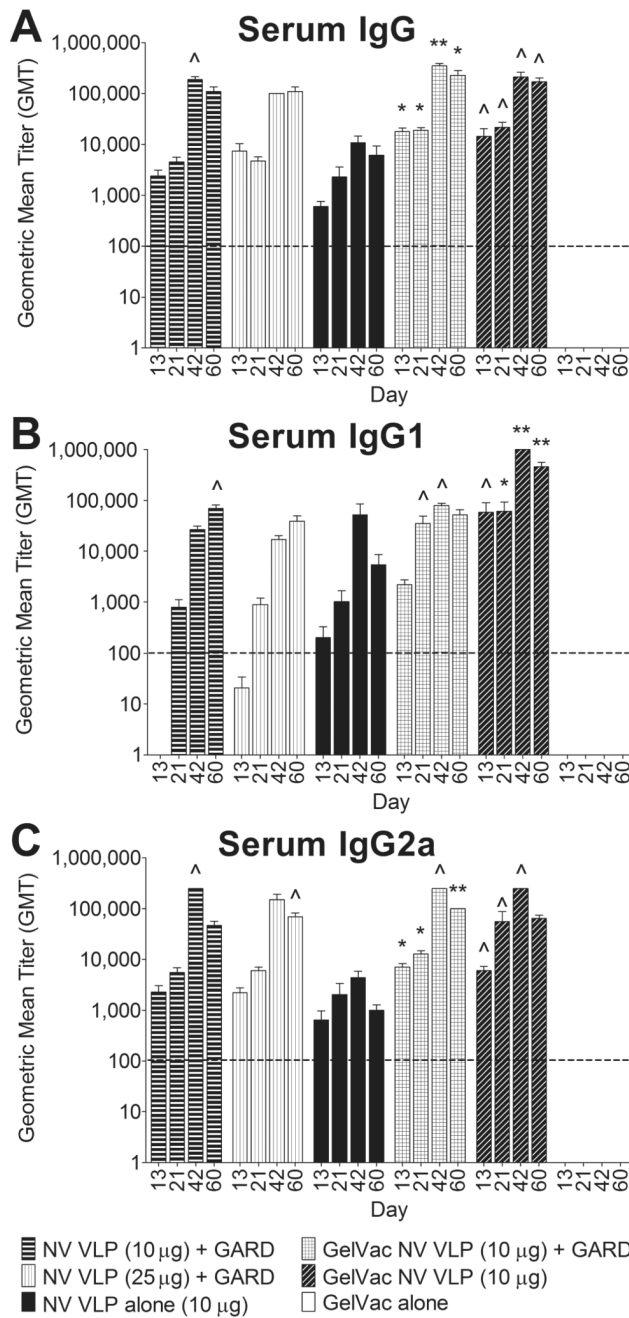 A Serum IgG
Geometric Mean Titer (GMT)
1,000,000
100,000
10,000
1,000
100
10
1
^ * * ** * ^ ^ ^ ^
13 21 42 60 13 21 42 60 13 21 42 60 13 21 42 60 13 21 42 60 13 21 42 60
Day
B Serum IgG1
Geometric Mean Titer (GMT)
1,000,000
100,000
10,000
1,000
100
10
1
^ ^ ^ ^ * ** **
13 21 42 60 13 21 42 60 13 21 42 60 13 21 42 60 13 21 42 60 13 21 42 60
Day
C Serum IgG2a
Geometric Mean Titer (GMT)
1,000,000
100,000
10,000
1,000
100
10
1
^ ^ * * ^ ** ^ ^ ^
13 21 42 60 13 21 42 60 13 21 42 60 13 21 42 60 13 21 42 60 13 21 42 60
Day
NV VLP (10 µg) + GARD
NV VLP (25 µg) + GARD
NV VLP alone (10 µg)
GelVac NV VLP (10 µg) + GARD
GelVac NV VLP (10 µg)
GelVac alone